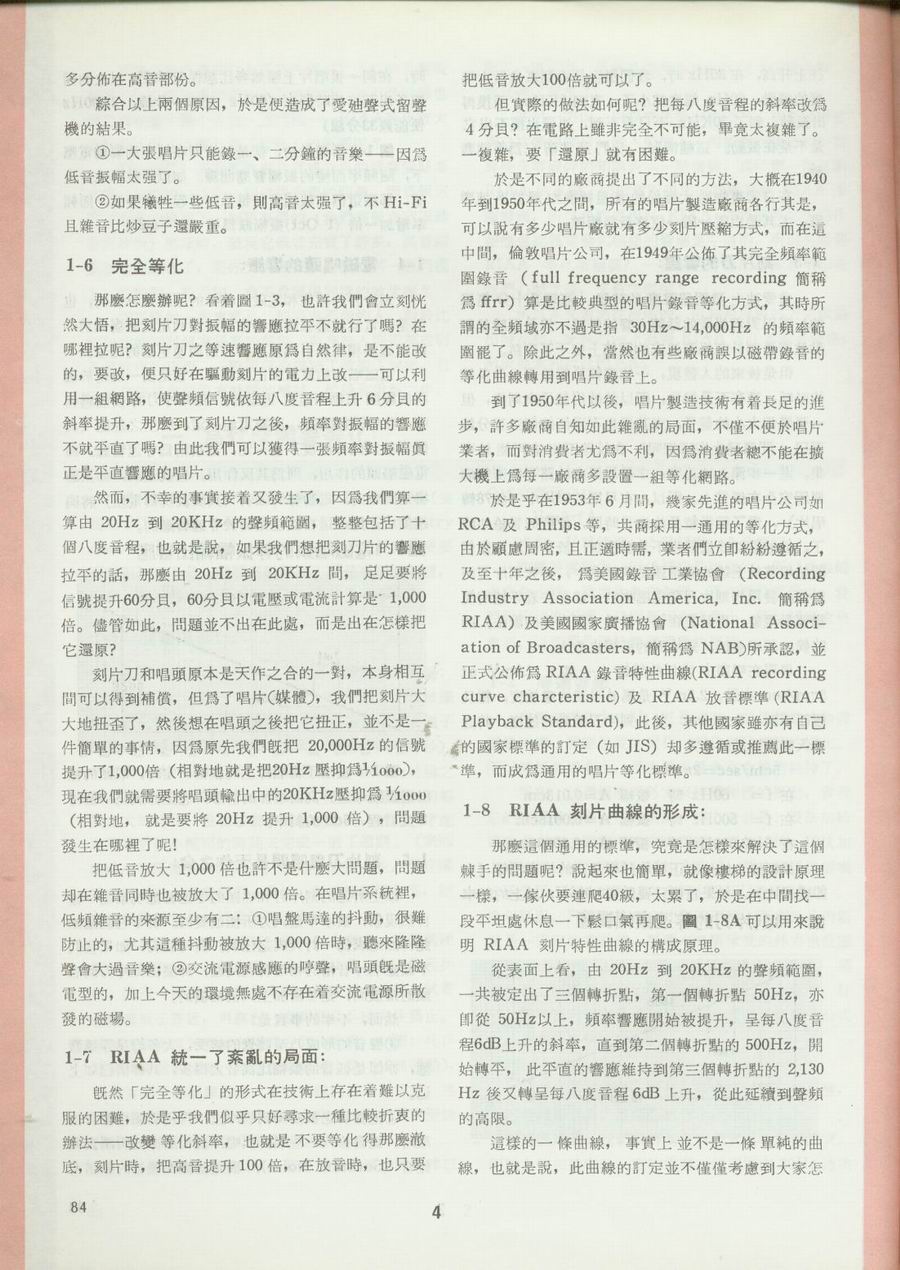 多分佈在高音部份。
綜合以上兩個原因，於是便造成了愛廸聲式留聲
機的結果。
①一大張唱片只能錄一、二分鐘的音樂——因爲
低音振幅太强了。
②如果犧牲一些低音，則高音太强了，不 Hi-Fi
且雜音比炒豆子還嚴重。
1-6 完全等化
那麼怎麼辦呢？看着圖 1-3， 也許我們會立刻恍
然大悟，把刻片刀對振幅的響應拉平不就行了嗎？在
哪裡拉呢？刻片刀之等速響應原爲自然律，是不能改
的，要改，便只好在驅動刻片的電力上改——可以利
用一組網路，使聲頻信號依每八度音程上升 6 分貝的
斜率提升，那麼到了刻片刀之後，頻率對振幅的響應
不就平直了嗎？由此我們可以獲得一張頻率對振幅眞
正是平直響應的唱片。
然而，不幸的事實接着又發生了，因爲我們算一
算由 20Hz 到 20KHz 的聲頻範圍， 整整包括了十
個八度音程，也就是說，如果我們想把刻刀片的響應
拉平的話，那麼由 20Hz 到 20KHz 間， 足足要將
信號提升60分貝，60分貝以電壓或電流計算是 1,000
倍。儘管如此，問題並不出在此處，而是出在怎樣把
它還原？
刻片刀和唱頭原本是天作之合的一對，本身相互
間可以得到補償，但爲了唱片(媒體)，我們把刻片大
大地扭歪了，然後想在唱頭之後把它扭正，並不是一
件簡單的事情，因爲原先我們旣把 20,000Hz 的信號
提升了1,000倍（相對地就是把20Hz 壓抑爲1/1000），
現在我們就需要將唱頭輸出中的20KHz壓抑爲 1/1000
（相對地， 就是要將 20Hz 提升 1,000 倍），問題
發生在哪裡了呢！
把低音放大 1,000 倍也許不是什麼大問題，問題
却在雜音同時也被放大了 1,000 倍。在唱片系統裡，
低頻雜音的來源至少有二：①唱盤馬達的抖動，很難
防止的，尤其這種抖動被放大 1,000 倍時，聽來隆隆
聲會大過音樂；②交流電源感應的哼聲，唱頭旣是磁
電型的，加上今天的環境無處不存在着交流電源所散
發的磁場。
1-7 RIAA 統一了紊亂的局面：
旣然「完全等化」的形式在技術上存在着難以克
服的困難，於是乎我們似乎只好尋求一種比較折衷的
辦法——改變 等化斜率， 也就是 不要等化 得那麼澈
底，刻片時，把高音提升 100 倍，在放音時，也只要
把低音放大100倍就可以了。
但實際的做法如何呢？把每八度音程的斜率改爲
4 分貝？在電路上雖非完全不可能，畢竟太複雜了。
一複雜，要「還原」就有困難。
於是不同的廠商提出了不同的方法，大概在1940
年到1950年代之間，所有的唱片製造廠商各行其是，
可以說有多少唱片廠就有多少刻片壓縮方式，而在這
中間，倫敦唱片公司，在1949年公佈了其完全頻率範
圍錄音（full frequency range recording 簡稱
爲 ffrr）算是比較典型的唱片錄音等化方式，其時所
謂的全頻域亦不過是指 30Hz～14,000Hz 的頻率範
圍罷了。除此之外，當然也有些廠商誤以磁帶錄音的
等化曲線轉用到唱片錄音上。
到了1950年代以後，唱片製造技術有着長足的進
步，許多廠商自知如此雜亂的局面，不僅不便於唱片
業者，而對消費者尤爲不利，因爲消費者總不能在擴
大機上爲每一廠商多設置一組等化網路。
於是乎在1953年 6 月間，幾家先進的唱片公司如
RCA 及 Philips 等，共商採用一通用的等化方式，
由於顧慮周密，且正適時需，業者們立卽紛紛遵循之，
及至十年之後， 爲美國錄音工業協會 （Recording
Industry Association America, Inc. 簡稱爲
RIAA）及美國國家廣播協會 （National Associ-
ation of Broadcasters，簡稱爲 NAB)所承認，並
正式公佈爲 RIAA 錄音特性曲線(RIAA recording
curve charcteristic) 及 RIAA 放音標準 (RIAA
Playback Standard)，此後，其他國家雖亦有自己
的國家標準的訂定（如 JIS）却多遵循或推薦此一標
準，而成爲通用的唱片等化標準。
1-8 RIAA 刻片曲線的形成：
那麼這個通用的標準，究竟是怎樣來解決了這個
棘手的問題呢？說起來也簡單，就像樓梯的設計原理
一樣，一傢伙要連爬40級，太累了，於是在中間找一
段平坦處休息一下鬆口氣再爬。圖 1-8A 可以用來說
明 RIAA 刻片特性曲線的構成原理。
從表面上看，由 20Hz 到 20KHz 的聲頻範圍，
一共被定出了三個轉折點，第一個轉折點 50Hz，亦
卽從 50Hz以上，頻率響應開始被提升，呈每八度音
程6dB上升的斜率，直到第二個轉折點的 500Hz，開
始轉平， 此平直的響應維持到第三個轉折點的 2,130
Hz 後又轉呈每八度音程 6dB 上升，從此延續到聲頻
的高限。
這樣的一 條曲線， 事實上 並不是一條 單純的曲
線，也就是說，此曲線的訂定並不僅僅考慮到大家怎
84
4